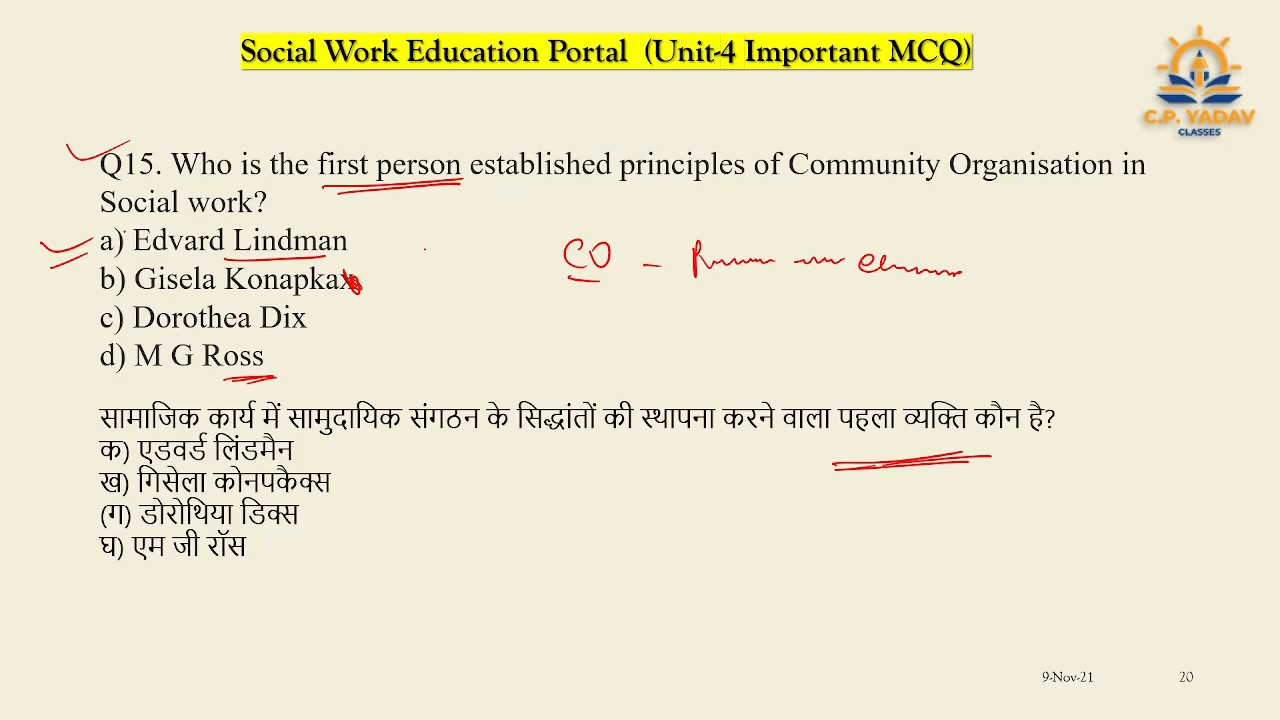 Social Work Education Portal (Unit-4 Important MCQ)
C.P. YADAV
CLASSES
Q15. Who is the first person established principles of Community Organisation in
Social work?
a) Edvard Lindman
b) Gisela Konapkax
c) Dorothea Dix
d) M G Ross
CO -
सामाजिक कार्य में सामुदायिक संगठन के सिद्धांतों की स्थापना करने वाला पहला व्यक्ति कौन है?
क) एडवर्ड लिंडमैन
ख) गिसेला कोनपकैक्स
(ग) डोरोथिया डिक्स
घ) एम जी रॉस
9-Nov-21 20